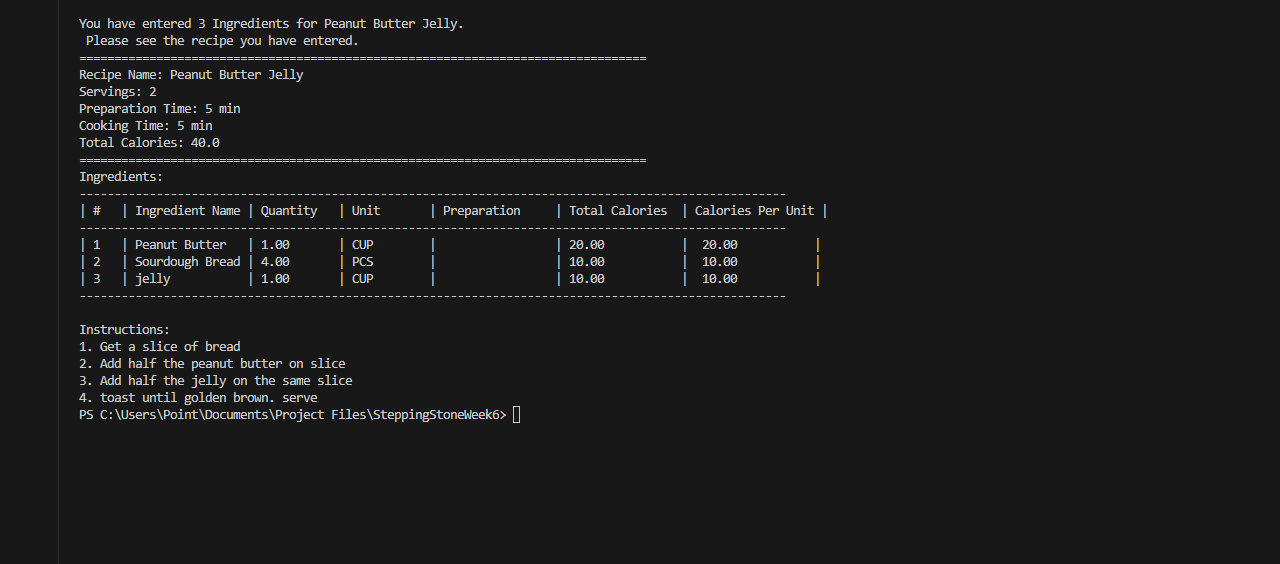 You have entered 3 Ingredients for Peanut Butter Jelly.
 Please see the recipe you have entered.
=================================================================================
Recipe Name: Peanut Butter Jelly
Servings: 2
Preparation Time: 5 min
Cooking Time: 5 min
Total Calories: 40.0
=================================================================================
Ingredients:
-----------------------------------------------------------------------------------------------------
| #   | Ingredient Name | Quantity   | Unit       | Preparation     | Total Calories  | Calories Per Unit |
-----------------------------------------------------------------------------------------------------
| 1   | Peanut Butter   | 1.00       | CUP        |                 | 20.00           |  20.00           |
| 2   | Sourdough Bread | 4.00       | PCS        |                 | 10.00           |  10.00           |
| 3   | jelly           | 1.00       | CUP        |                 | 10.00           |  10.00           |
-----------------------------------------------------------------------------------------------------
Instructions:
1. Get a slice of bread
2. Add half the peanut butter on slice
3. Add half the jelly on the same slice
4. toast until golden brown. serve
PS C:\Users\Point\Documents\Project Files\SteppingStoneWeek6>